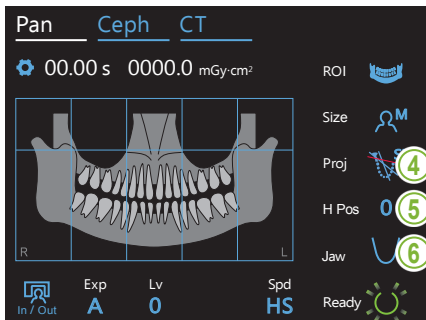 Pan Ceph CT
00.00 s 0000.0 mGy·cm²
ROI
Size M
Proj S 4
H Pos 0 5
Jaw 6
R L
In / Out
Exp A
Lv 0
Spd HS
Ready